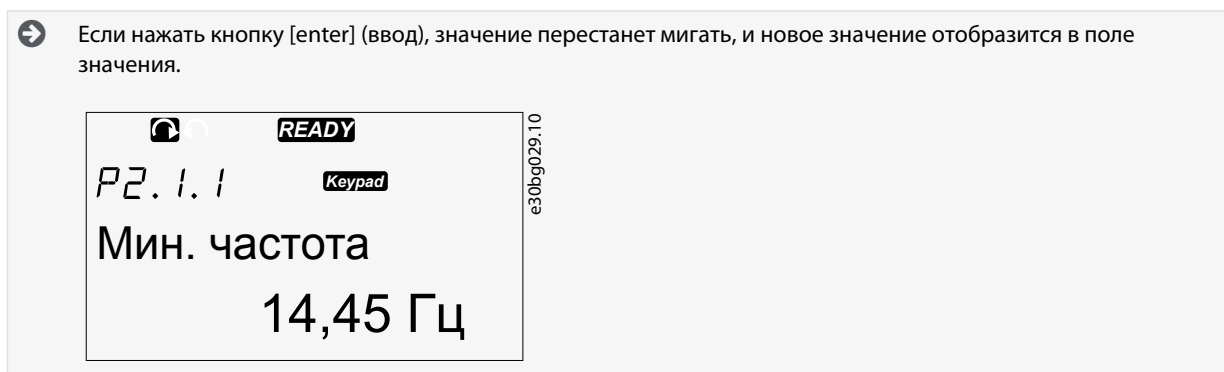 Если нажать кнопку [enter] (ввод), значение перестанет мигать, и новое значение отобразится в поле
значения.
READY
P2.1.1
Keypad
Мин. частота
14,45 Гц
e30bg029.10